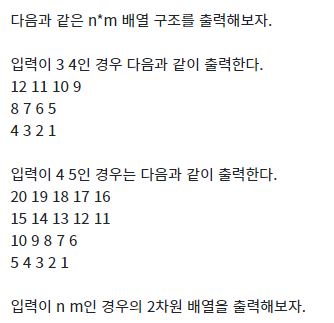 다음과 같은 n*m 배열 구조를 출력해보자.
입력이 3 4인 경우 다음과 같이 출력한다.
12 11 10 9
8 7 6 5
4 3 2 1
입력이 4 5인 경우는 다음과 같이 출력한다.
20 19 18 17 16
15 14 13 12 11
10 9 8 7 6
5 4 3 2 1
입력이 n m인 경우의 2차원 배열을 출력해보자.